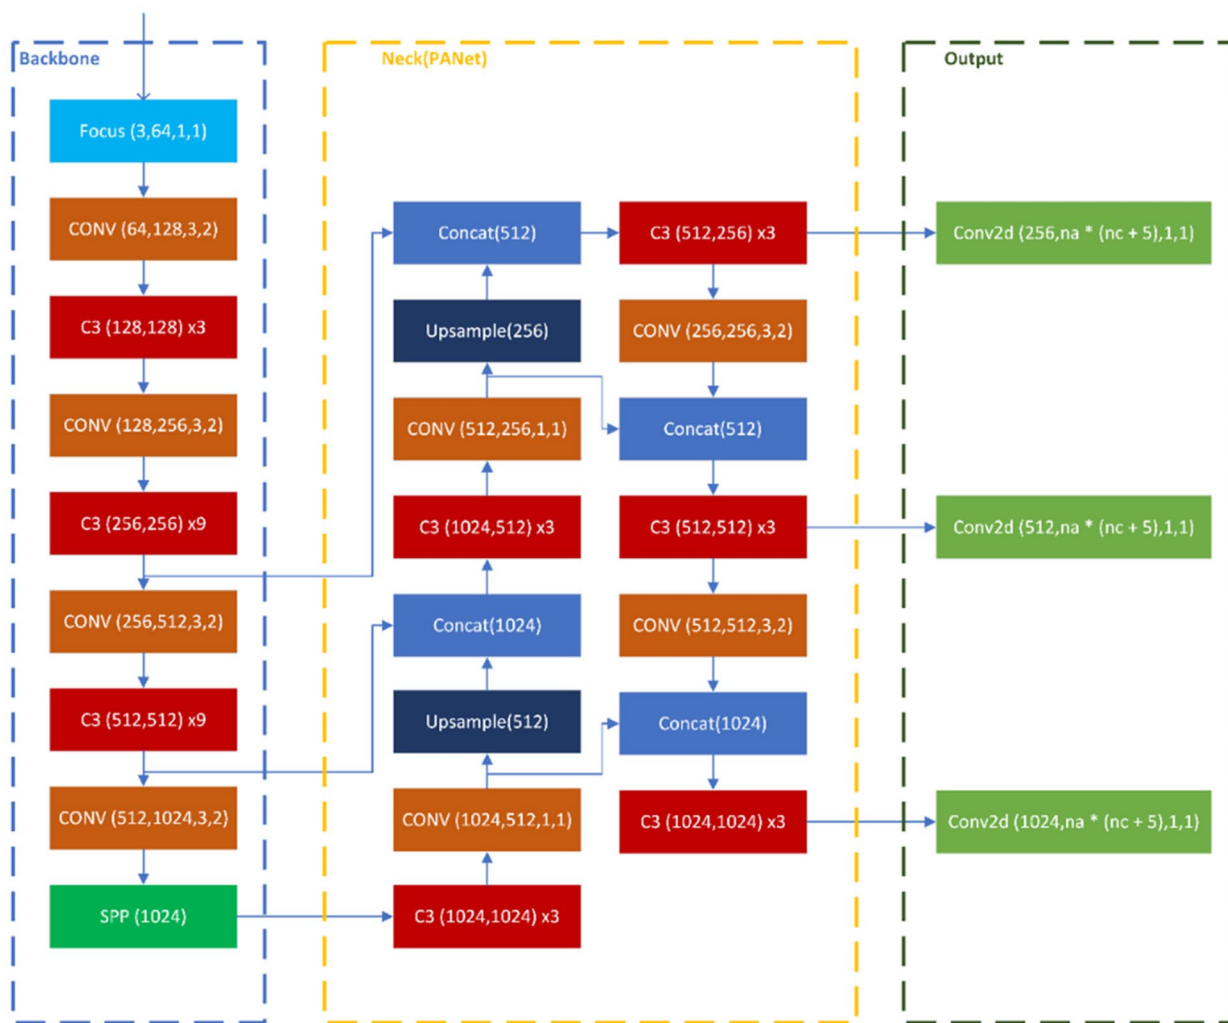 Backbone
Focus (3,64,1,1)
CONV (64,128,3,2)
C3 (128,128) x3
CONV (128,256,3,2)
C3 (256,256) x9
CONV (256,512,3,2)
C3 (512,512) x9
CONV (512,1024,3,2)
SPP (1024)
Neck(PANet)
Concat(512)
Upsample(256)
CONV (512,256,1,1)
C3 (1024,512) x3
Concat(1024)
Upsample(512)
CONV (1024,512,1,1)
C3 (1024,1024) x3
C3 (512,256) x3
CONV (256,256,3,2)
Concat(512)
C3 (512,512) x3
CONV (512,512,3,2)
Concat(1024)
C3 (1024,1024) x3
Output
Conv2d (256,na * (nc + 5),1,1)
Conv2d (512,na * (nc + 5),1,1)
Conv2d (1024,na * (nc + 5),1,1)